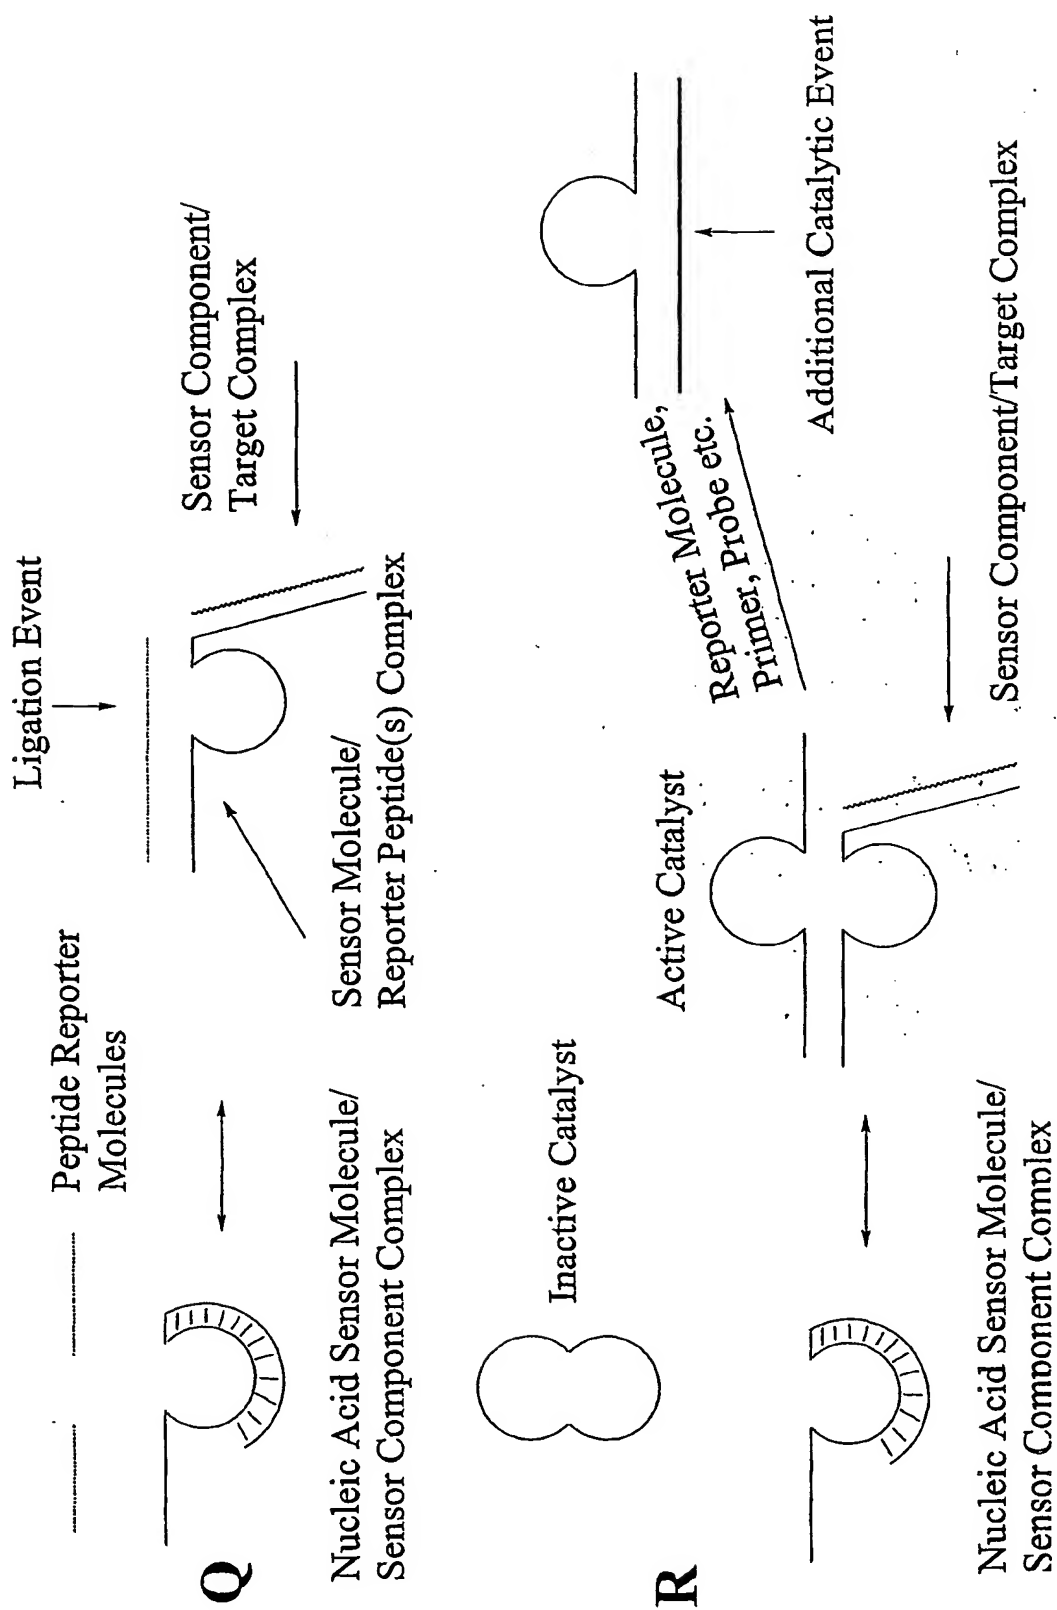 Q
Peptide Reporter
Molecules
Nucleic Acid Sensor Molecule/
Sensor Component Complex
Ligation Event
Sensor Molecule/
Reporter Peptide(s) Complex
Sensor Component/
Target Complex
R
Inactive Catalyst
Nucleic Acid Sensor Molecule/
Sensor Component Complex
Active Catalyst
Reporter Molecule,
Primer, Probe etc.
Sensor Component/Target Complex
Additional Catalytic Event